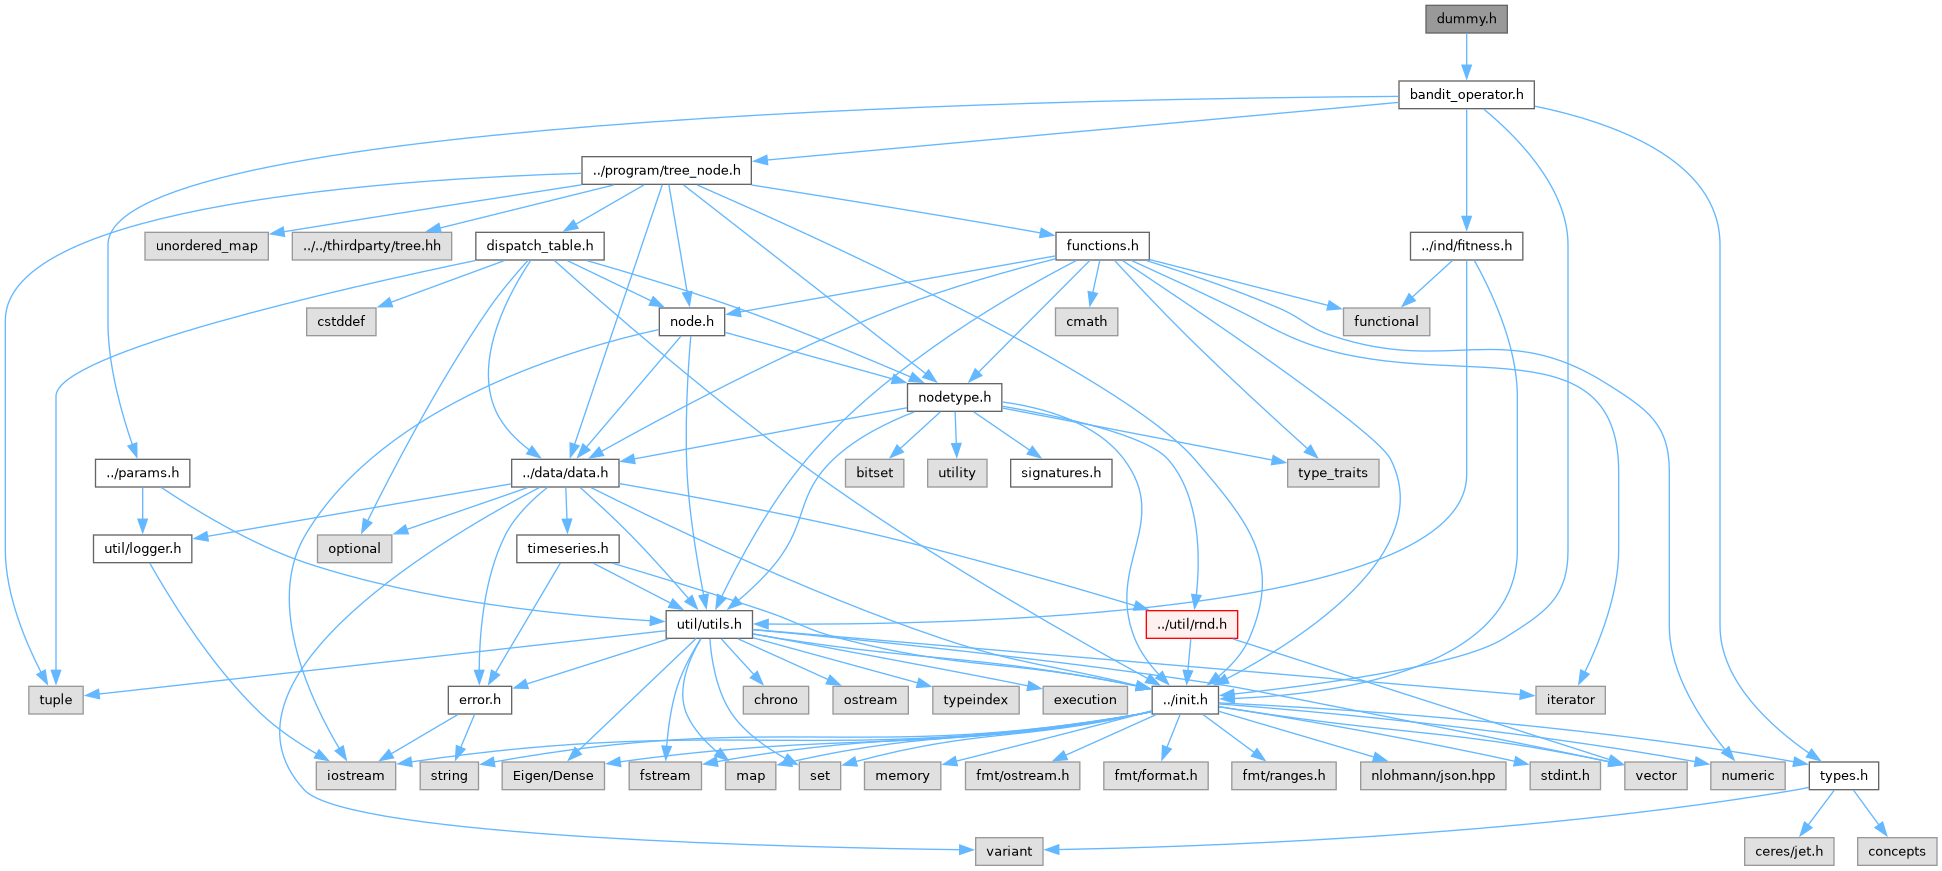 dummy.h
bandit_operator.h
../program/tree_node.h
unordered_map
../../thirdparty/tree.hh
dispatch_table.h
functions.h
../ind/fitness.h
cstddef
node.h
cmath
functional
nodetype.h
../params.h
../data/data.h
bitset
utility
signatures.h
type_traits
util/logger.h
optional
timeseries.h
util/utils.h
../util/rnd.h
tuple
error.h
chrono
ostream
typeindex
execution
../init.h
iterator
iostream
string
Eigen/Dense
fstream
map
set
memory
fmt/ostream.h
fmt/format.h
fmt/ranges.h
nlohmann/json.hpp
stdint.h
vector
numeric
types.h
variant
ceres/jet.h
concepts